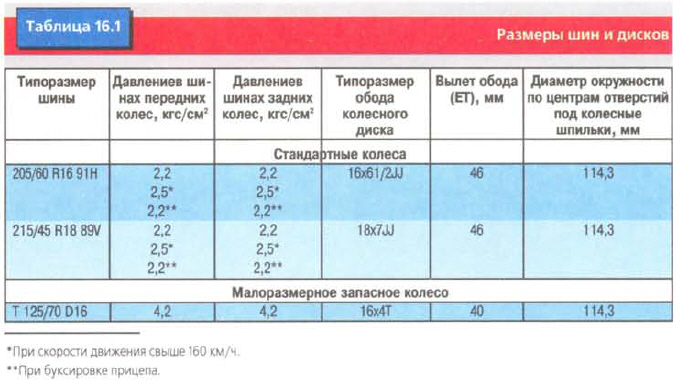 Таблица 16.1
Размеры шин и дисков
Типоразмер шины
Давлениев шинах передних колес, кгс/см²
Давлениев шинах задних колес, кгс/см²
Типоразмер обода колесного диска
Вылет обода (ET), мм
Диаметр окружности по центрам отверстий под колесные шпильки, мм
Стандартные колеса
205/60 R16 91H 2,2 2,2 16x61/2JJ 46 114,3
2,5* 2,5*
2,2** 2,2**
215/45 R18 89V 2,2 2,2 18x7JJ 46 114,3
2,5* 2,5*
2,2** 2,2**
Малоразмерное запасное колесо
T 125/70 D16 4,2 4,2 16x4T 40 114,3
*При скорости движения свыше 160 км/ч.
**При буксировке прицепа.